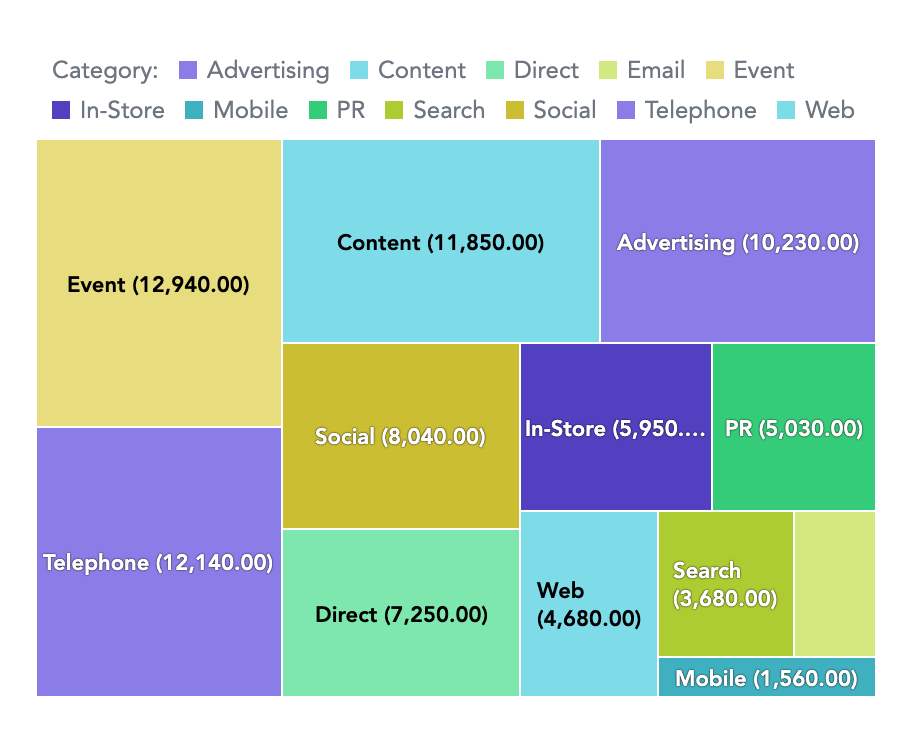 Category: Advertising Content Direct Email Event
In-Store Mobile PR Search Social Telephone Web
Event (12,940.00)
Content (11,850.00)
Advertising (10,230.00)
Telephone (12,140.00)
Social (8,040.00)
In-Store (5,950....
PR (5,030.00)
Direct (7,250.00)
Web
(4,680.00)
Search
(3,680.00)
Mobile (1,560.00)